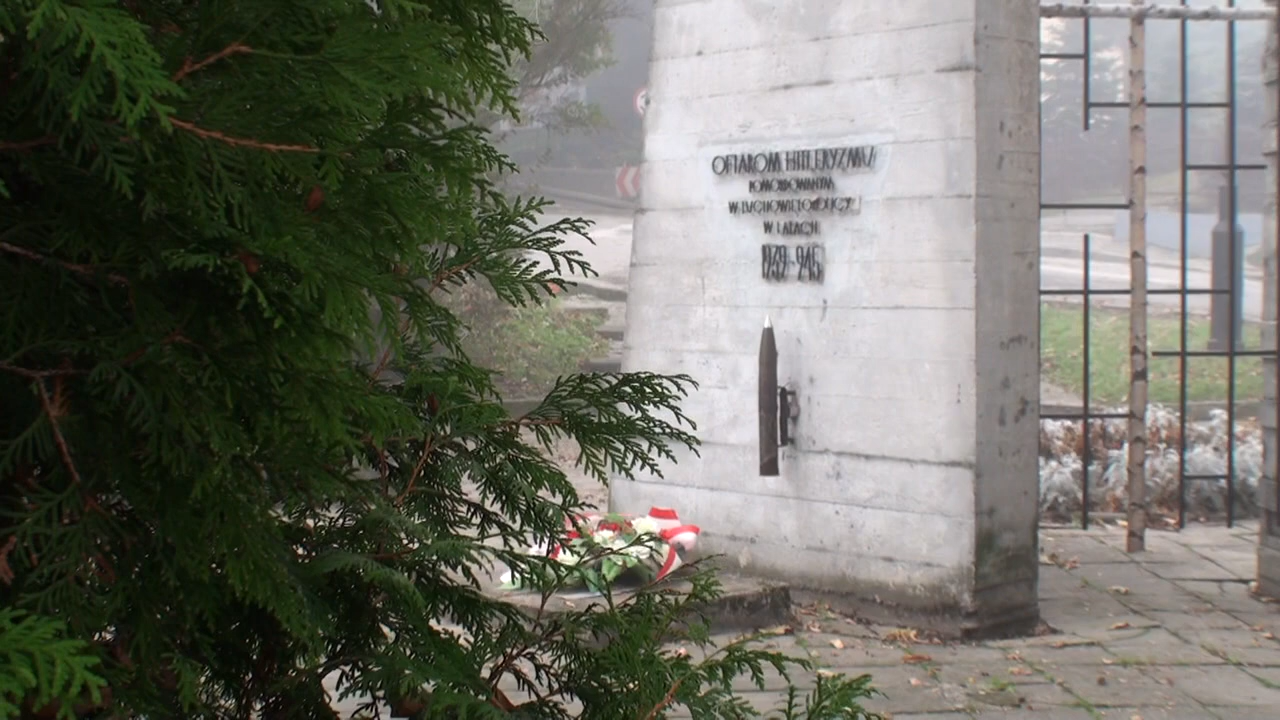 OFIAROM HITLERYZMU
POMORDOWANYM
W ŁUCHOWIE I OKOLICY
W LATACH
1939-1945